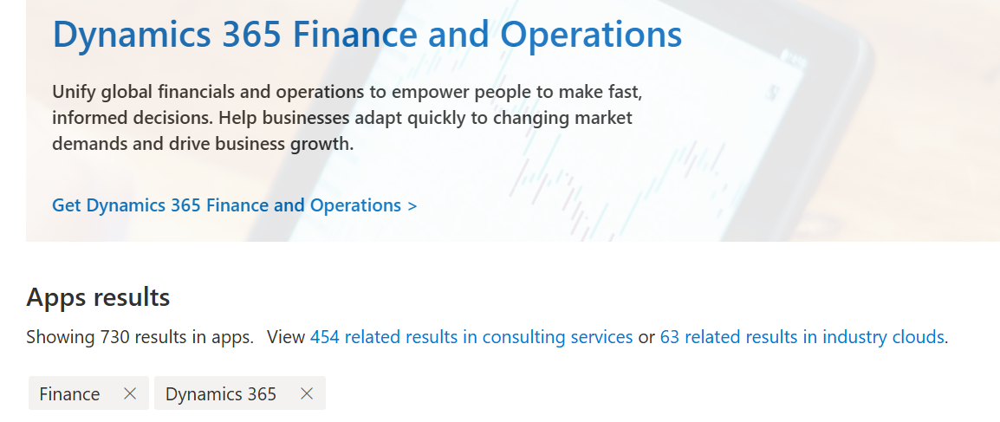 Dynamics 365 Finance and Operations
Unify global financials and operations to empower people to make fast,
informed decisions. Help businesses adapt quickly to changing market
demands and drive business growth.
Get Dynamics 365 Finance and Operations >
Apps results
Showing 730 results in apps. View 454 related results in consulting services or 63 related results in industry clouds.
Finance × Dynamics 365 ×